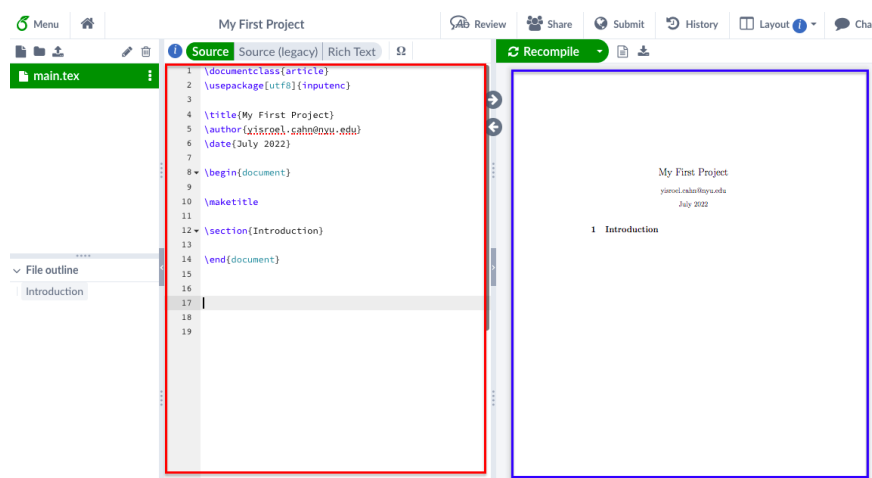 Menu My First Project Review Share Submit History Layout i Cha
i Source Source (legacy) Rich Text Ω Recompile
main.tex
1 \documentclass{article}
2 \usepackage[utf8]{inputenc}
3
4 \title{My First Project}
5 \author{yisroel.cahn@nyu.edu}
6 \date{July 2022}
7
8 \begin{document}
9
10 \maketitle
11
12 \section{Introduction}
13
14 \end{document}
15
16
17
18
19
File outline
Introduction
My First Project
yisroel.cahn@nyu.edu
July 2022
1 Introduction